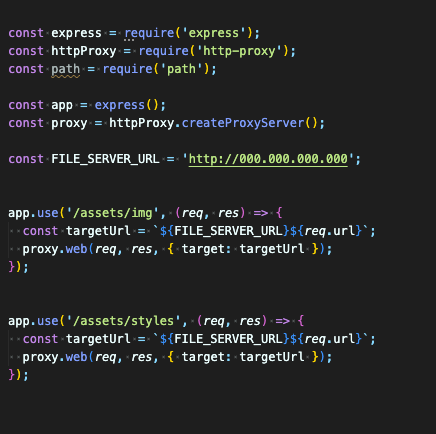 const express = require('express');
const httpProxy = require('http-proxy');
const path = require('path');
const app = express();
const proxy = httpProxy.createProxyServer();
const FILE_SERVER_URL = 'http://000.000.000.000';
app.use('/assets/img', (req, res) => {
  const targetUrl = `${FILE_SERVER_URL}${req.url}`;
  proxy.web(req, res, { target: targetUrl });
});
app.use('/assets/styles', (req, res) => {
  const targetUrl = `${FILE_SERVER_URL}${req.url}`;
  proxy.web(req, res, { target: targetUrl });
});